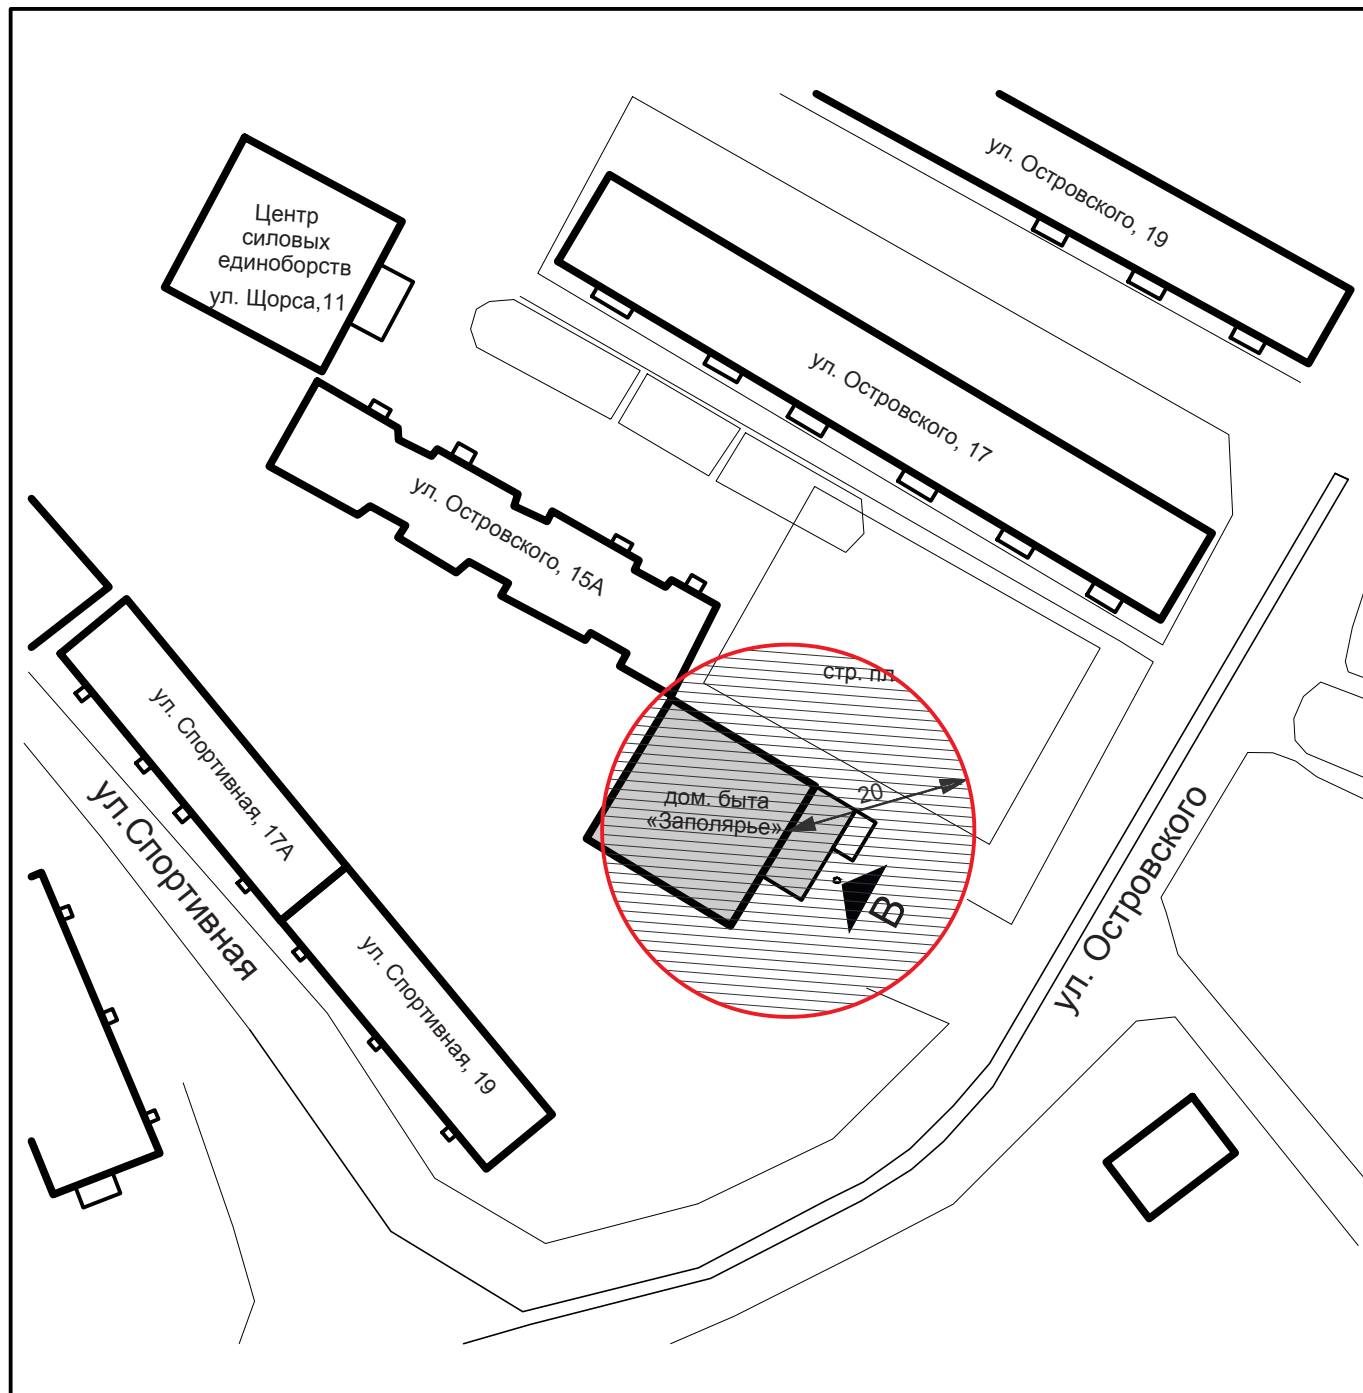 ул. Островского, 19
Центр
силовых
единоборств
ул. Щорса,11
ул. Островского, 17
ул. Островского, 15А
стр. пл
ул. Спортивная, 17А
ул.Спортивная
дом. быта
«Заполярье»
20
В
ул. Островского
ул. Спортивная, 19